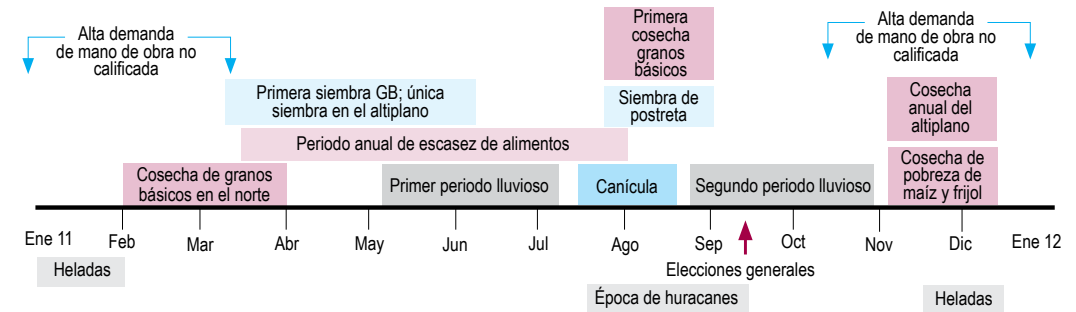 Alta demanda
de mano de obra no
calificada
Primera
cosecha
granos
básicos
Alta demanda
de mano de obra no
calificada
Primera siembra GB; única
siembra en el altiplano
Siembra de
postreta
Cosecha
anual del
altiplano
Periodo anual de escasez de alimentos
Cosecha de granos
básicos en el norte
Primer periodo lluvioso
Canícula
Segundo periodo lluvioso
Cosecha de
pobreza de
maíz y frijol
Ene 11 Feb Mar Abr May Jun Jul Ago Sep Oct Nov Dic Ene 12
Heladas
Elecciones generales
Época de huracanes
Heladas